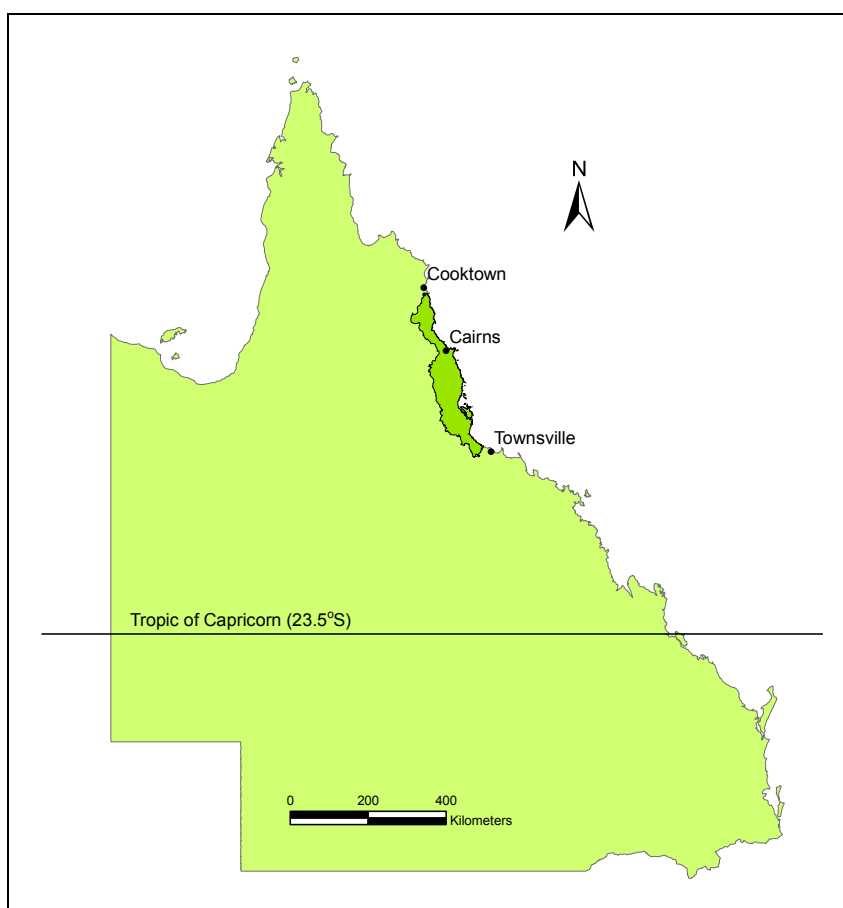 N
Cooktown
Cairns
Townsville
Tropic of Capricorn (23.5°S)
0 200 400
Kilometers